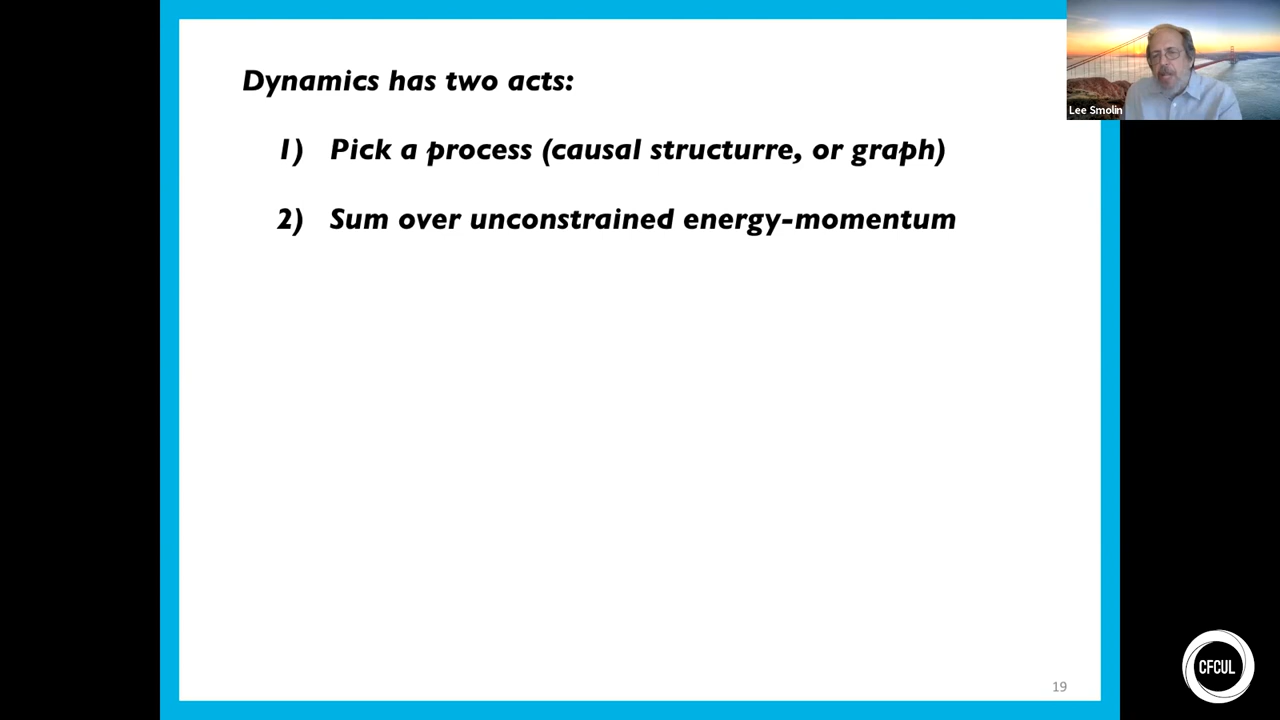 Dynamics has two acts:
1) Pick a process (causal structurre, or graph)
2) Sum over unconstrained energy-momentum
Lee Smolin
CFCUL
19